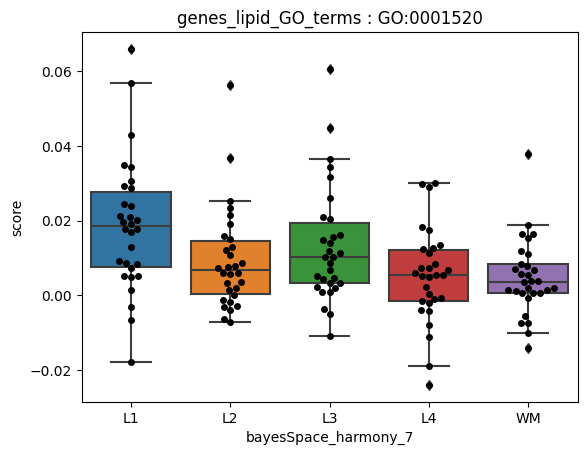 genes_lipid_GO_terms : GO:0001520
score
0.06
0.04
0.02
0.00
−0.02
L1 L2 L3 L4 WM
bayesSpace_harmony_7